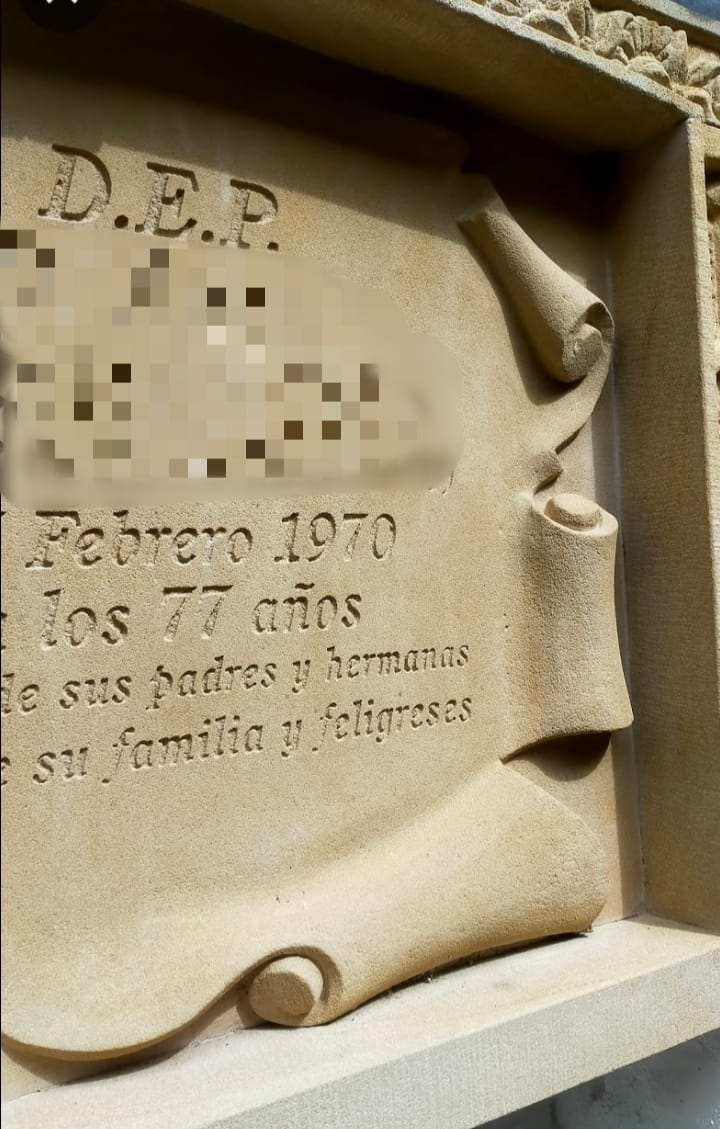 D.E.P.
Febrero 1970
los 77 años
de sus padres y hermanas
su familia y feligreses